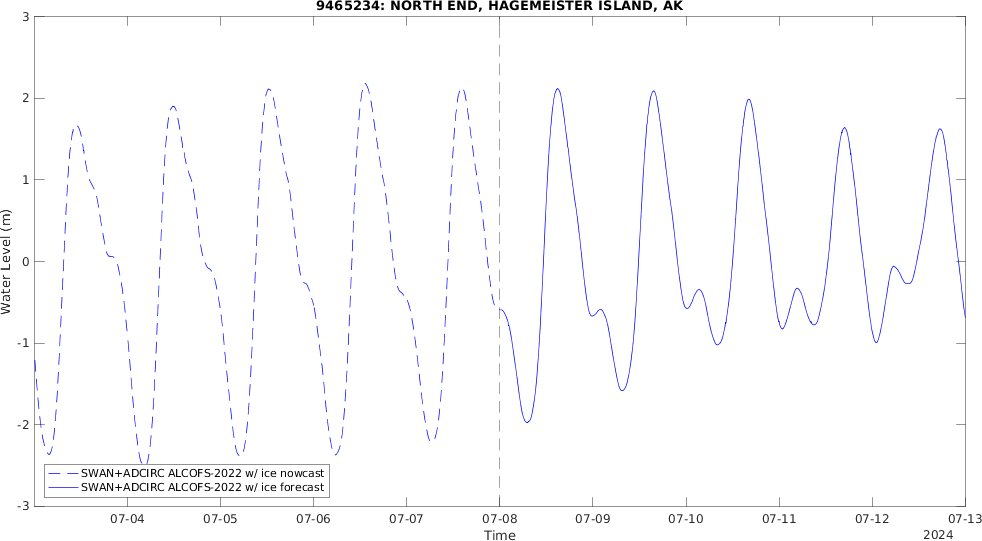 9465234: NORTH END, HAGEMEISTER ISLAND, AK
3
2
1
0
-1
-2
-3
Water Level (m)
SWAN+ADCIRC ALCOFS-2022 w/ ice nowcast
SWAN+ADCIRC ALCOFS-2022 w/ ice forecast
07-04 07-05 07-06 07-07 07-08 07-09 07-10 07-11 07-12 07-13
Time
2024